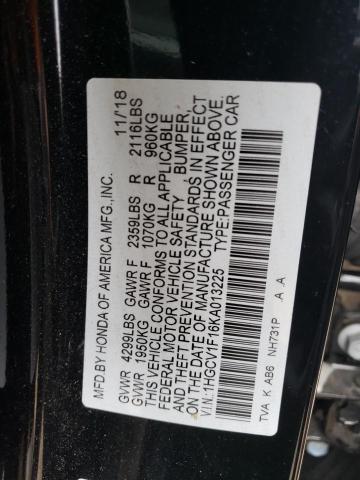 MFD.BY HONDA OF AMERICA MFG.,INC. 11/18
GVWR 4299LBS GAWR F 2359LBS R 2116LBS
GVWR 1950KG GAWR F 1070KG R 960KG
THIS VEHICLE CONFORMS TO ALL APPLICABLE
FEDERAL MOTOR VEHICLE SAFETY, BUMPER,
AND THEFT PREVENTION STANDARDS IN EFFECT
ON THE DATE OF MANUFACTURE SHOWN ABOVE.
V.I.N.:1HGCV1F16KA013225 TYPE:PASSENGER CAR
TVA K AB6 NH731P .A .A